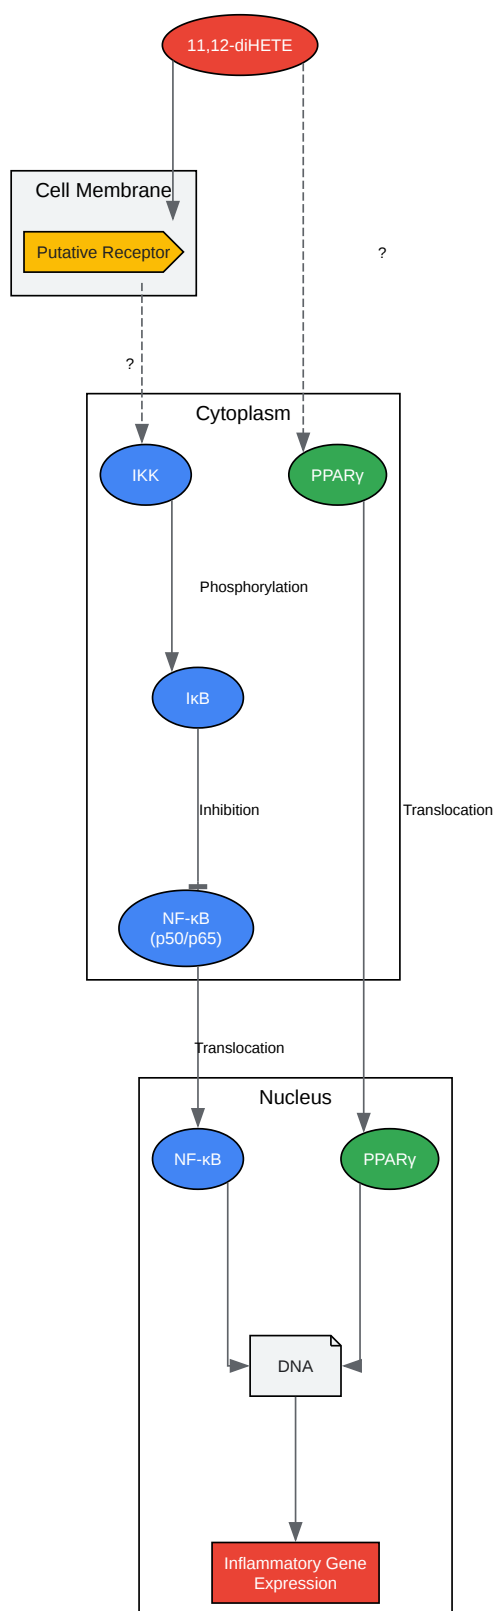 11,12-diHETE
Cell Membrane
Putative Receptor
?
?
Cytoplasm
IKK
PPARγ
Phosphorylation
IκB
Inhibition
Translocation
NF-κB
(p50/p65)
Translocation
Nucleus
NF-κB
PPARγ
DNA
Inflammatory Gene
Expression